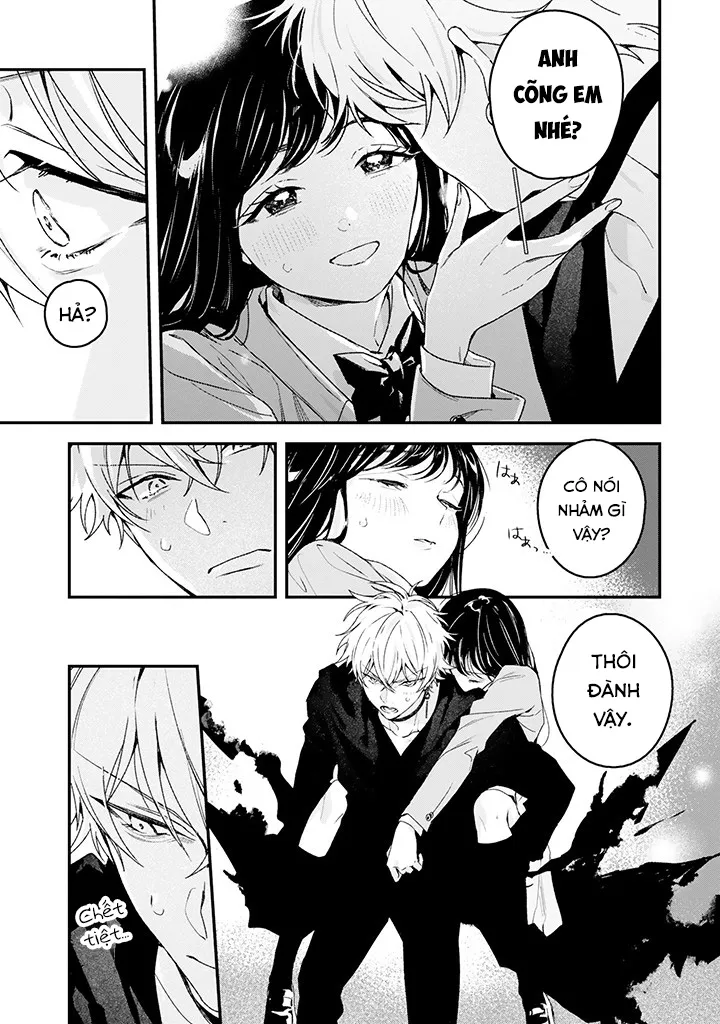 ANH
CÕNG EM
NHÉ?
HẢ?
CÔ NÓI
NHẢM GÌ
VẬY?
はぁ
はぁっ…
THÔI
ĐÀNH
VẬY.
Chết
tiệt...